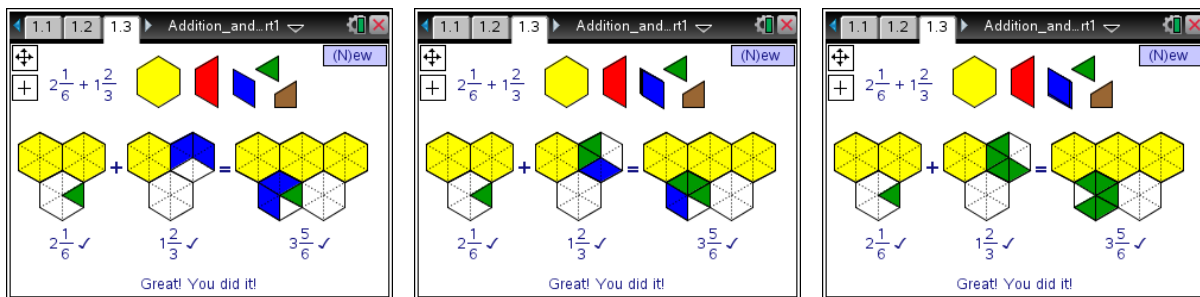 1.1 1.2 1.3 Addition_and...rt1
(N)ew
2 1/6 + 1 2/3
+ =
2 1/6 ✓ 1 2/3 ✓ 3 5/6 ✓
Great! You did it!
1.1 1.2 1.3 Addition_and...rt1
(N)ew
2 1/6 + 1 2/3
+ =
2 1/6 ✓ 1 2/3 ✓ 3 5/6 ✓
Great! You did it!
1.1 1.2 1.3 Addition_and...rt1
(N)ew
2 1/6 + 1 2/3
+ =
2 1/6 ✓ 1 2/3 ✓ 3 5/6 ✓
Great! You did it!